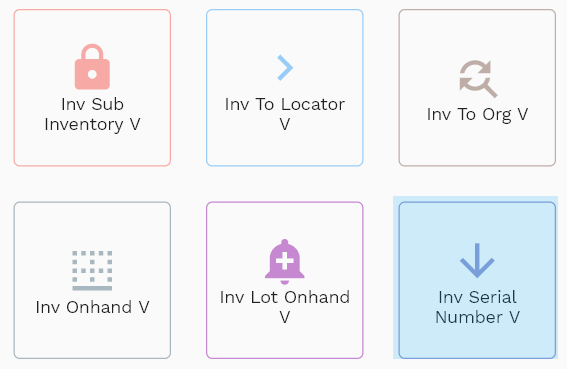 Inv Sub
Inventory V
Inv To Locator
V
Inv To Org V
Inv Onhand V
Inv Lot Onhand
V
Inv Serial
Number V